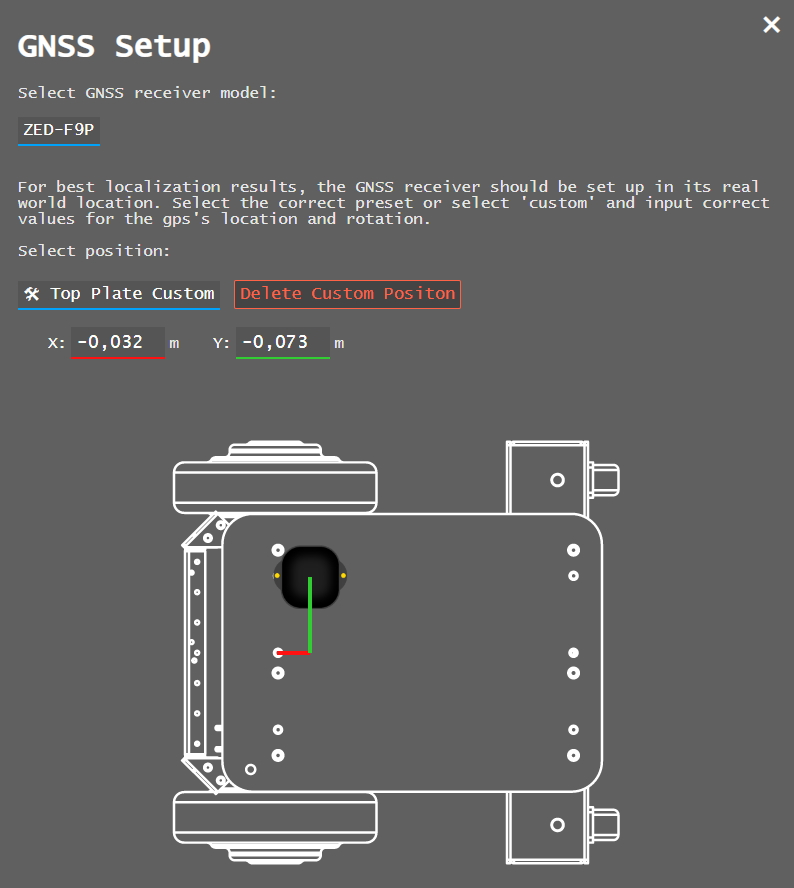 GNSS Setup
Select GNSS receiver model:
ZED-F9P
For best localization results, the GNSS receiver should be set up in its real
world location. Select the correct preset or select 'custom' and input correct
values for the gps's location and rotation.
Select position:
🛠 Top Plate Custom Delete Custom Positon
X: -0,032 m Y: -0,073 m